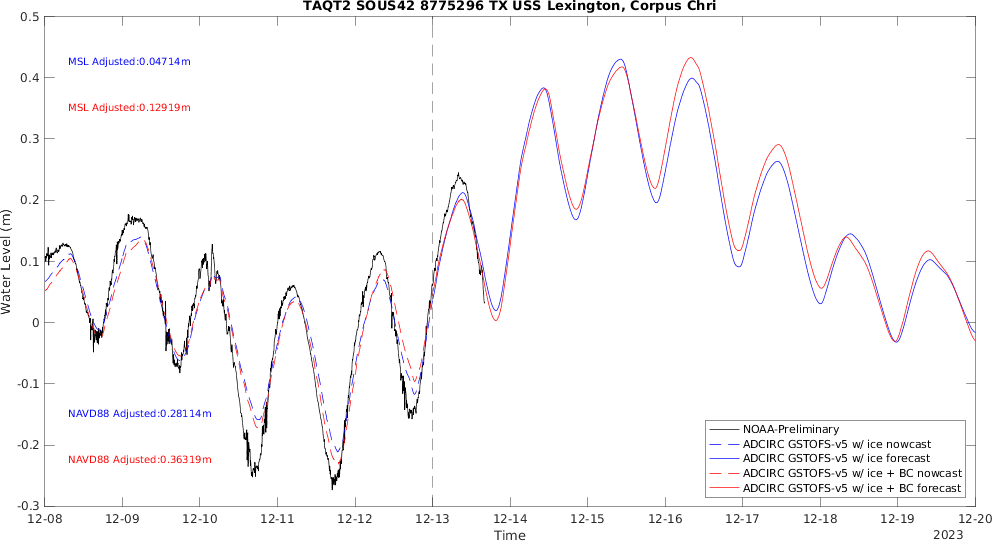 TAQT2 SOUS42 8775296 TX USS Lexington, Corpus Chri
0.5
0.4
0.3
0.2
0.1
0
-0.1
-0.2
-0.3
Water Level (m)
MSL Adjusted:0.04714m
MSL Adjusted:0.12919m
NAVD88 Adjusted:0.28114m
NAVD88 Adjusted:0.36319m
NOAA-Preliminary
ADCIRC GSTOFS-v5 w/ ice nowcast
ADCIRC GSTOFS-v5 w/ ice forecast
ADCIRC GSTOFS-v5 w/ ice + BC nowcast
ADCIRC GSTOFS-v5 w/ ice + BC forecast
12-08 12-09 12-10 12-11 12-12 12-13 12-14 12-15 12-16 12-17 12-18 12-19 12-20
Time
2023